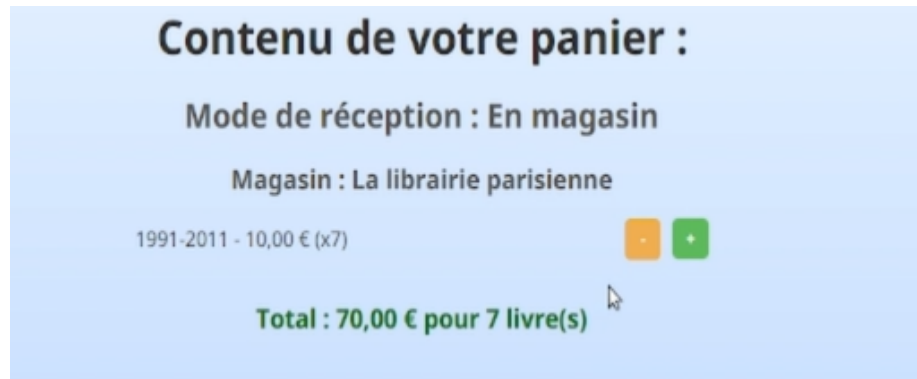 Contenu de votre panier :
Mode de réception : En magasin
Magasin : La librairie parisienne
1991-2011 - 10,00 € (x7)
- +
Total : 70,00 € pour 7 livre(s)